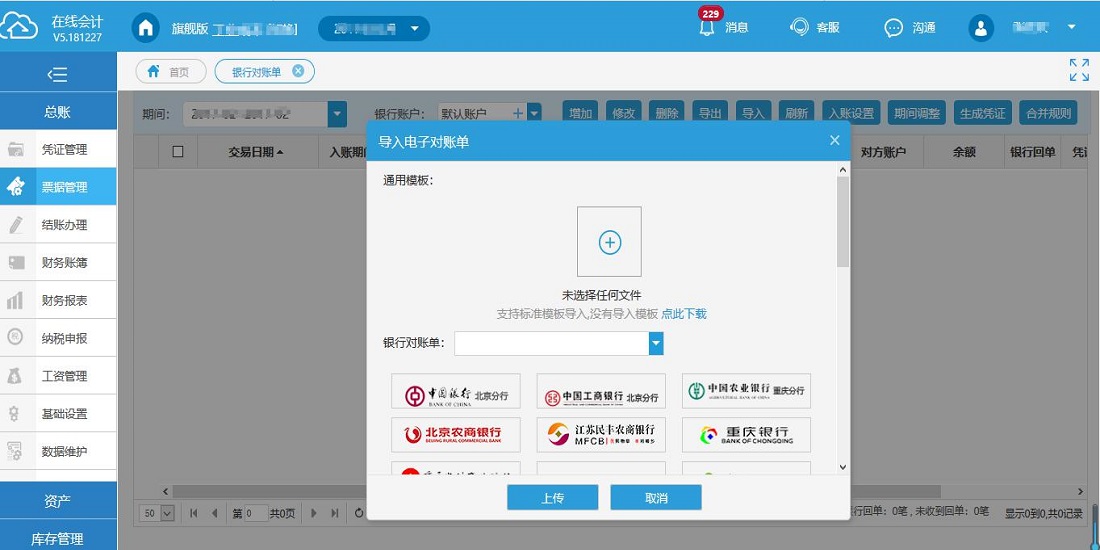 在线会计
V5.181227
旗舰版
229
消息
客服
沟通
首页
银行对账单
总账
凭证管理
票据管理
结账办理
财务账簿
财务报表
纳税申报
工资管理
基础设置
数据维护
资产
库存管理
期间：
银行账户： 默认账户
增加 修改 删除 导出 导入 刷新 入账设置 期间调整 生成凭证 合并规则
交易日期 入账期间 对方账户 余额 银行回单 凭
导入电子对账单
通用模板：
未选择任何文件
支持标准模板导入,没有导入模板 点此下载
银行对账单：
中国银行 北京分行
BANK OF CHINA
中国工商银行 北京分行
中国农业银行 重庆分行
AGRICULTURAL BANK OF CHINA
北京农商银行
BEIJING RURAL COMMERCIAL BANK
江苏民丰农商银行
MFCB
重庆银行
BANK OF CHONGQING
上传 取消
50 第 0 共0页
行回单：0笔 , 未收到回单：0笔 显示0到0,共0记录